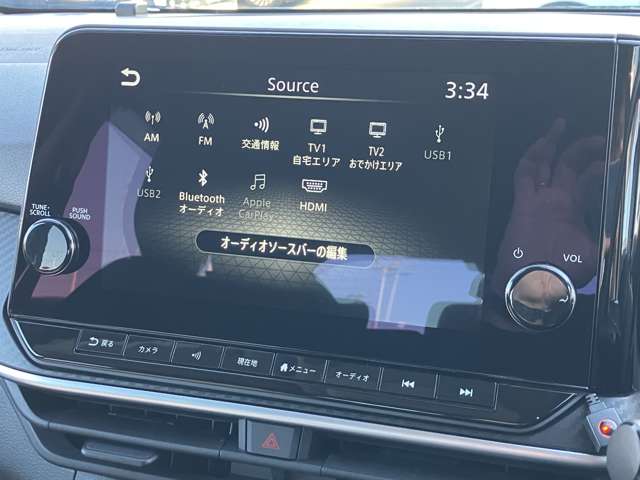 Source
3:34
AM
FM
交通情報
TV1
自宅エリア
TV2
おでかけエリア
USB1
USB2
Bluetooth
オーディオ
Apple
CarPlay
HDMI
オーディオソースバーの編集
TUNE・
SCROLL
PUSH
SOUND
VOL
戻る
カメラ
現在地
メニュー
オーディオ